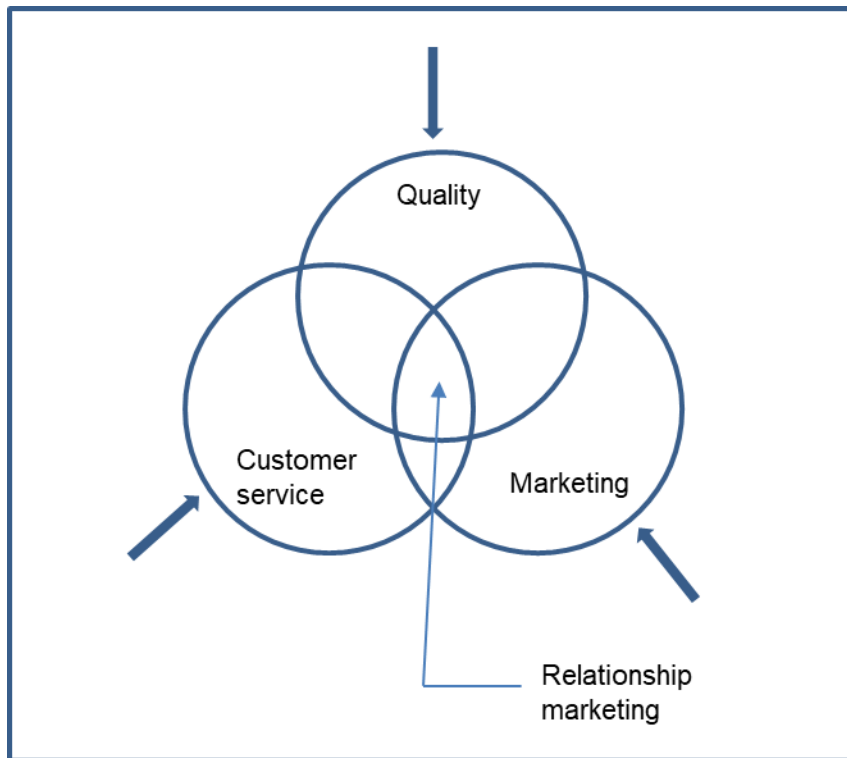 Quality
Customer
service
Marketing
Relationship
marketing